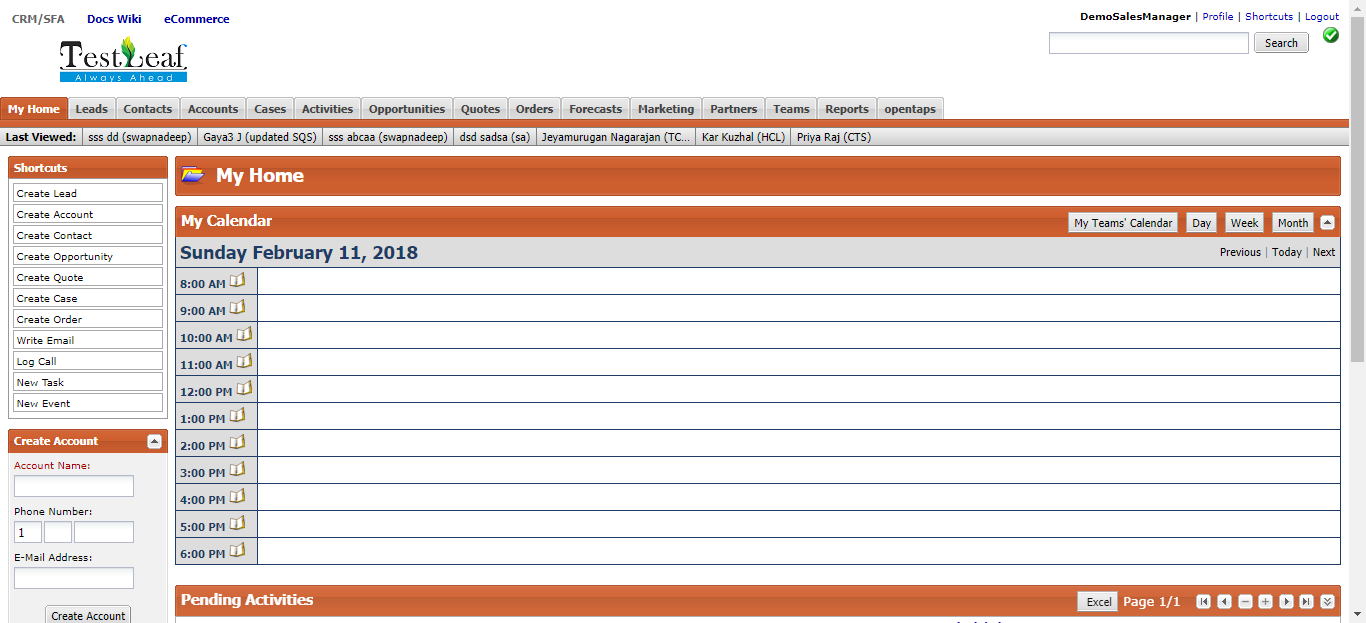 CRM/SFA Docs Wiki eCommerce
DemoSalesManager | Profile | Shortcuts | Logout
Search
TestLeaf
Always Ahead
My Home Leads Contacts Accounts Cases Activities Opportunities Quotes Orders Forecasts Marketing Partners Teams Reports opentaps
Last Viewed: sss dd (swapnadeep) Gaya3 J (updated SQS) sss abcaa (swapnadeep) dsd sadsa (sa) Jeyamurugan Nagarajan (TC... Kar Kuzhal (HCL) Priya Raj (CTS)
Shortcuts
Create Lead
Create Account
Create Contact
Create Opportunity
Create Quote
Create Case
Create Order
Write Email
Log Call
New Task
New Event
Create Account
Account Name:
Phone Number:
1
E-Mail Address:
Create Account
My Home
My Calendar My Teams' Calendar Day Week Month
Sunday February 11, 2018 Previous | Today | Next
8:00 AM
9:00 AM
10:00 AM
11:00 AM
12:00 PM
1:00 PM
2:00 PM
3:00 PM
4:00 PM
5:00 PM
6:00 PM
Pending Activities Excel Page 1/1